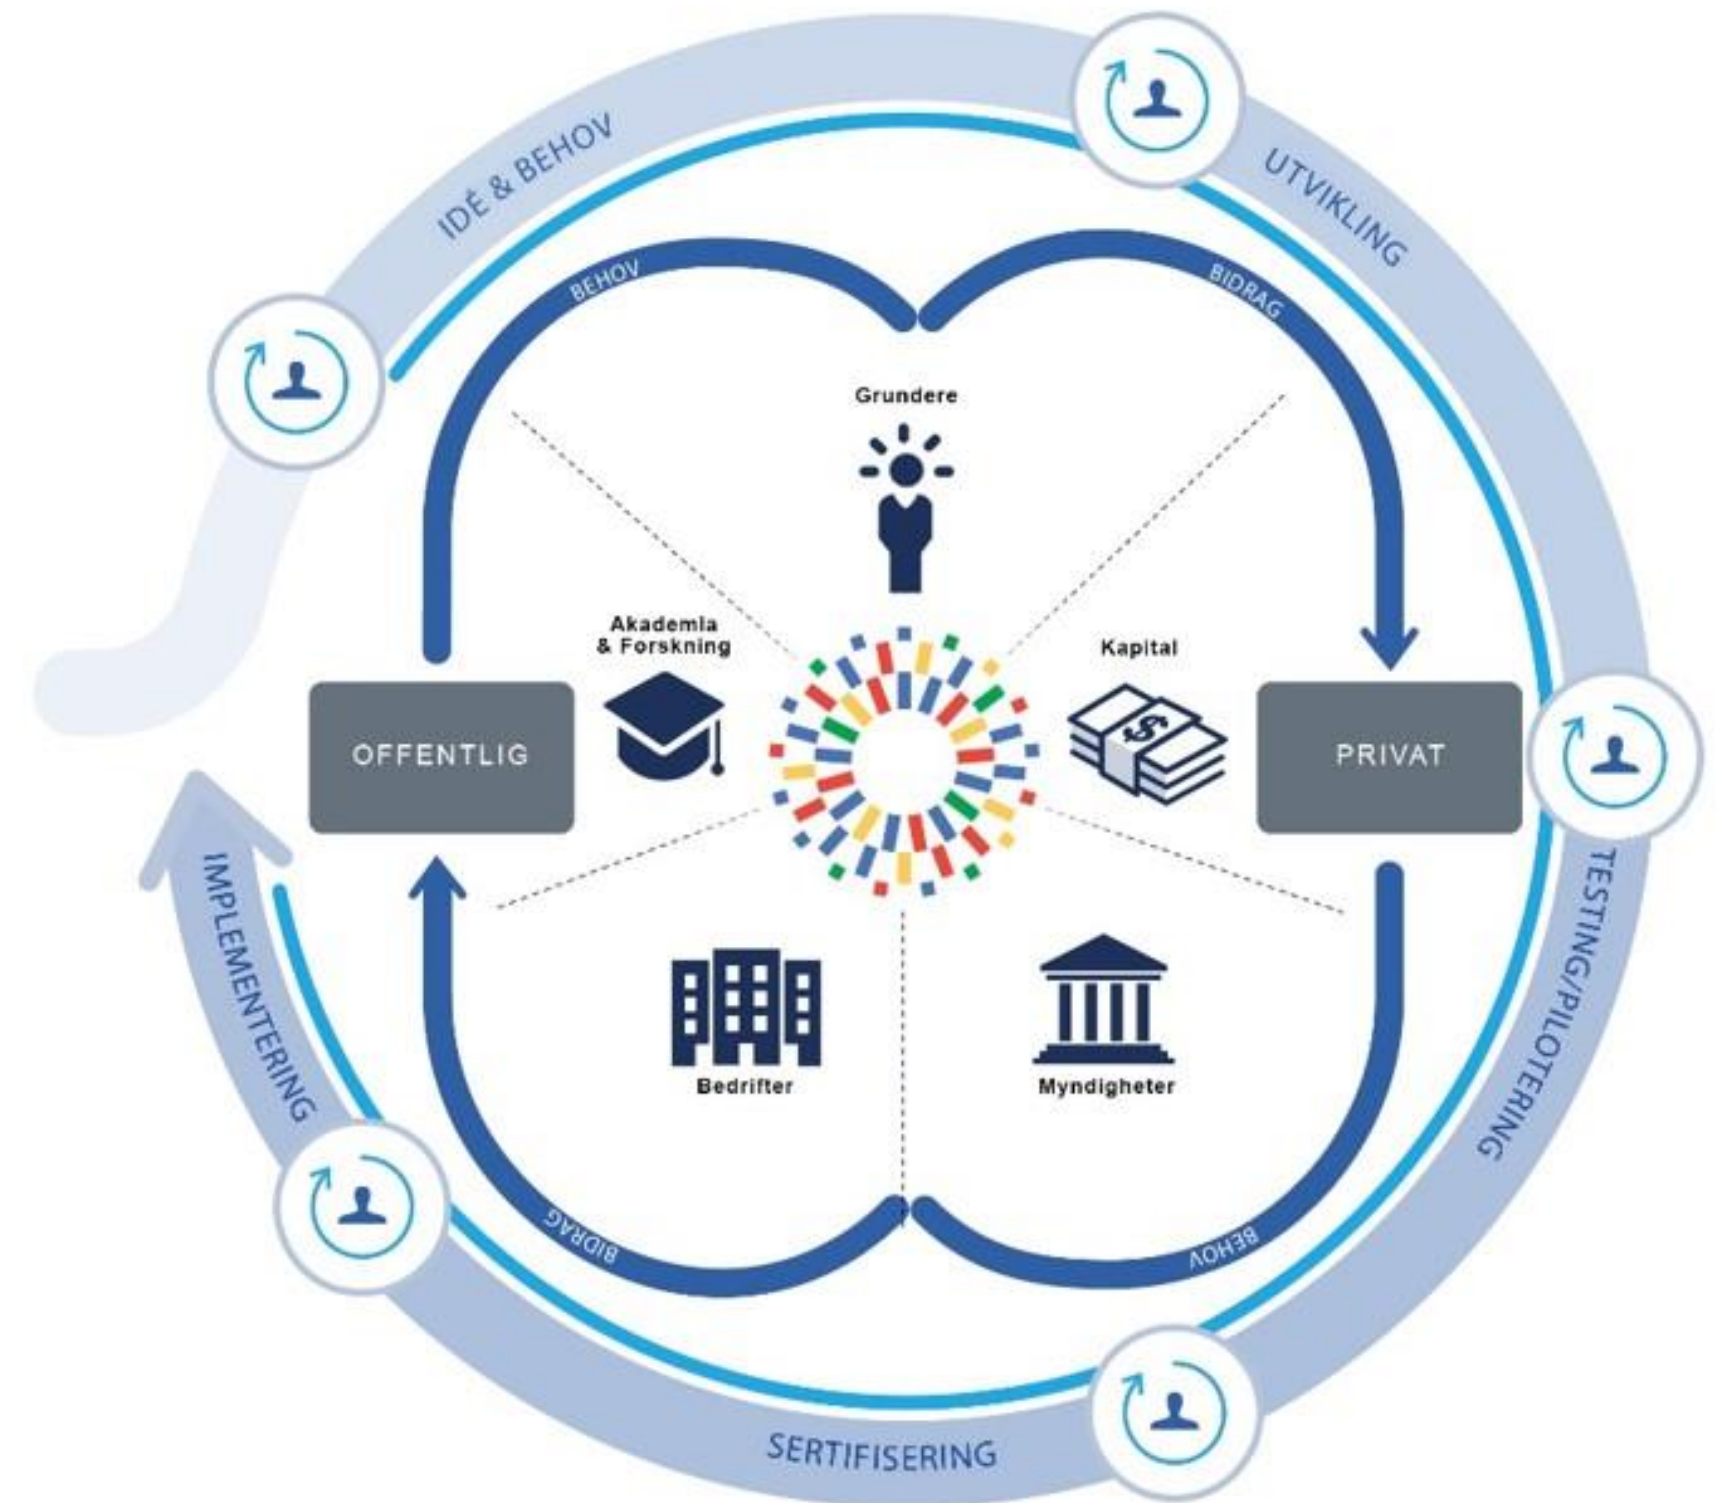 IDÉ & BEHOV
UTVIKLING
BEHOV
BIDRAG
Grundere
Akademia
& Forskning
Kapital
$
OFFENTLIG
PRIVAT
IMPLEMENTERING
TESTING/PILOTERING
Bedrifter
Myndigheter
BIDRAG
BEHOV
SERTIFISERING